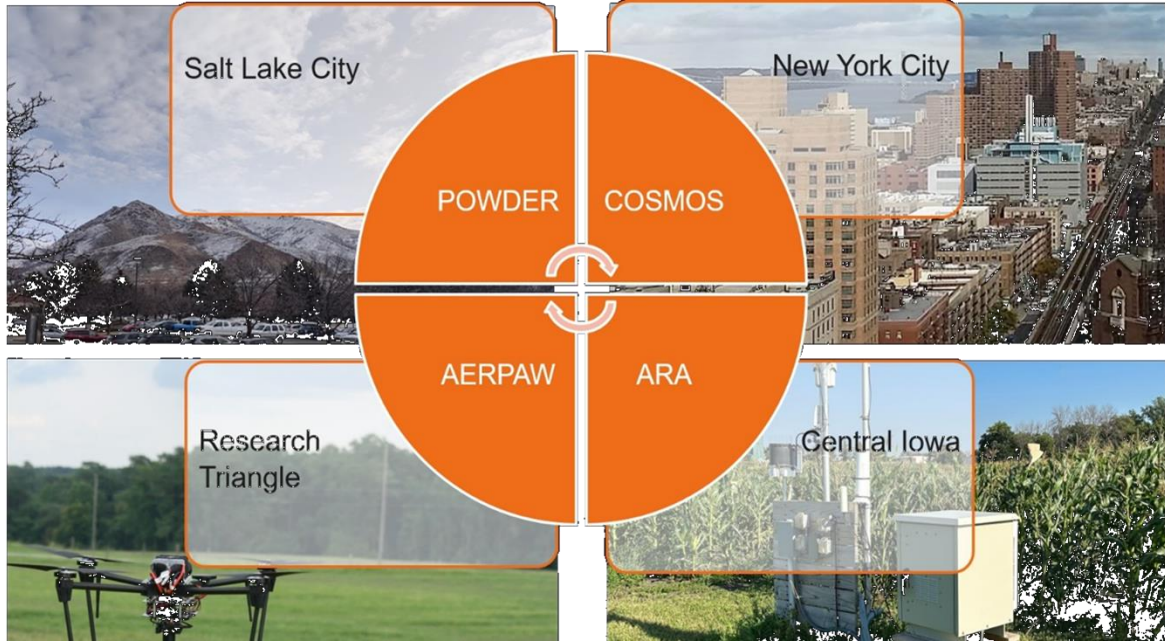 Salt Lake City
New York City
POWDER
COSMOS
AERPAW
ARA
Research
Triangle
Central Iowa